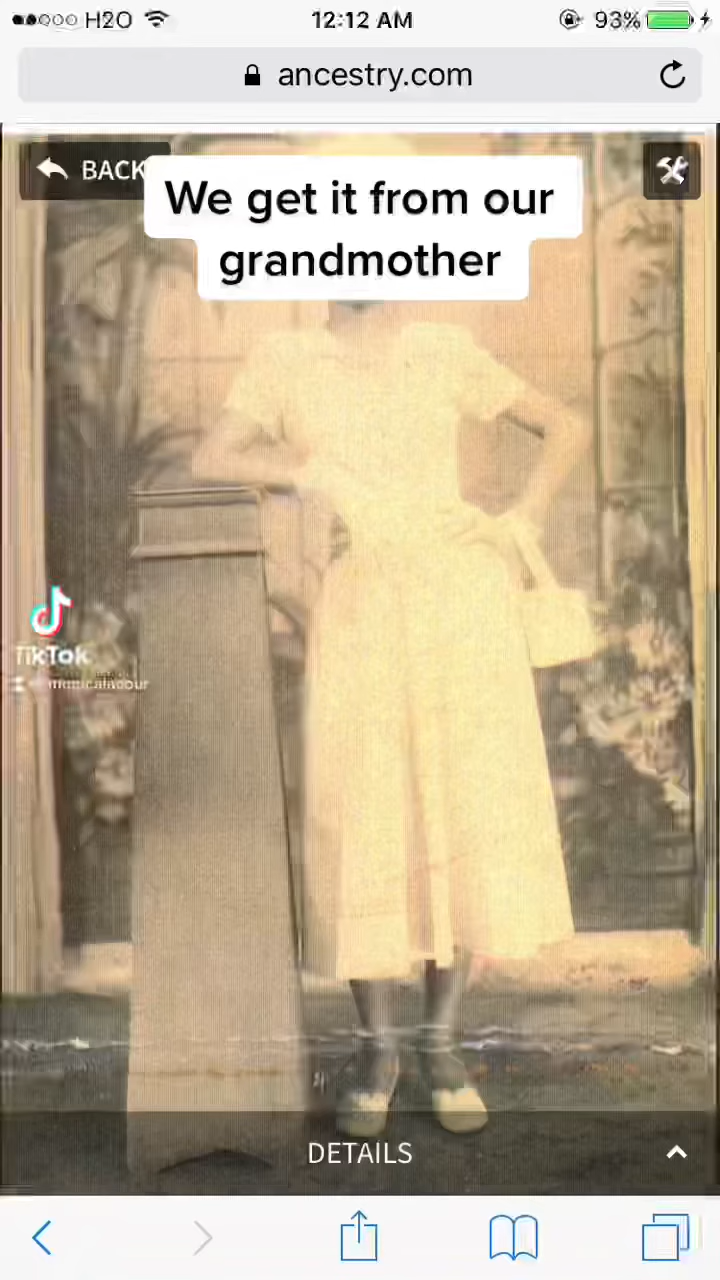 H2O 12:12 AM 93%
ancestry.com
BACK
We get it from our
grandmother
TikTok
DETAILS